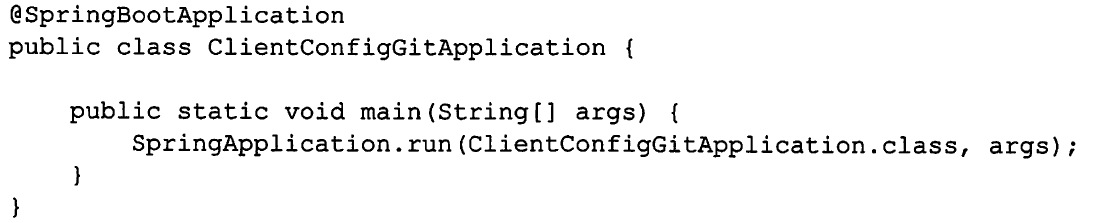 @SpringBootApplication
public class ClientConfigGitApplication {
public static void main(String[] args) {
SpringApplication.run(ClientConfigGitApplication.class, args);
}
}